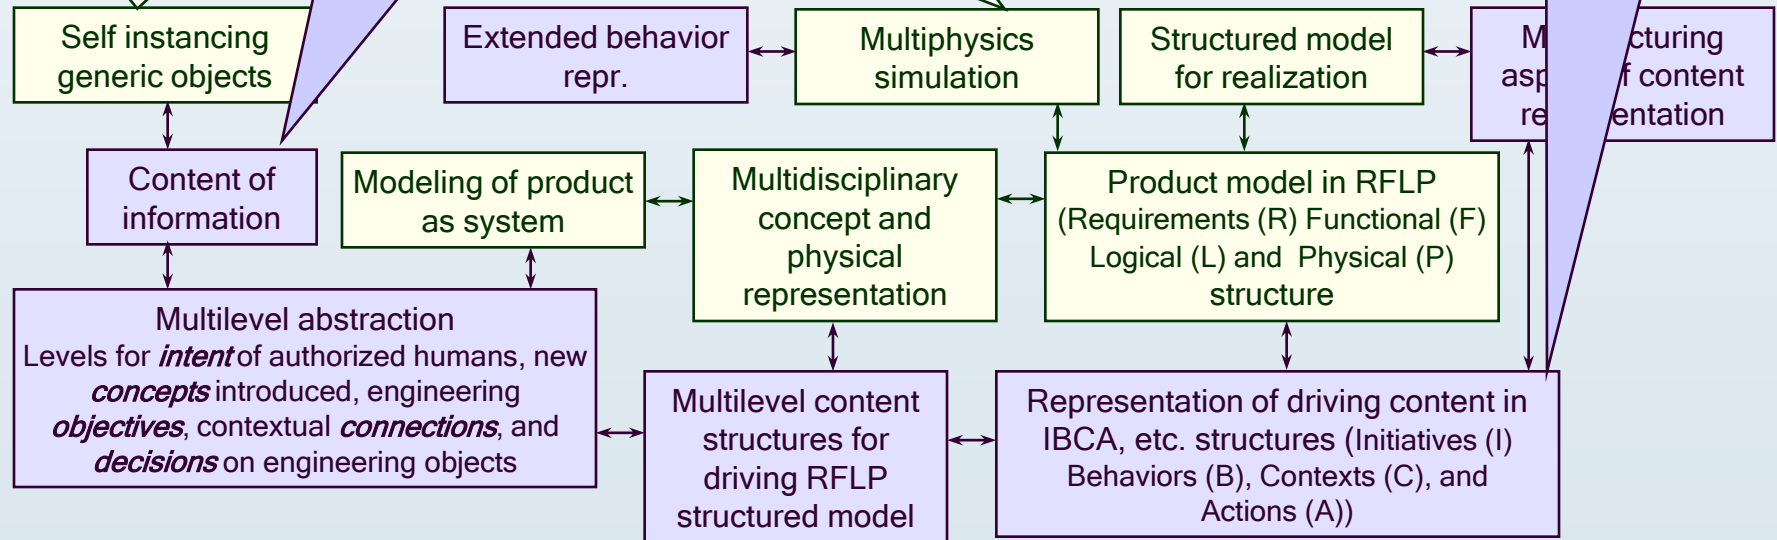 Self instancing
generic objects
Extended behavior
repr.
Multiphysics
simulation
Structured model
for realization
cturing
f content
entation
Content of
information
Modeling of product
as system
Multidisciplinary
concept and
physical
representation
Product model in RFLP
(Requirements (R) Functional (F)
Logical (L) and Physical (P)
structure
Multilevel abstraction
Levels for intent of authorized humans, new
concepts introduced, engineering
objectives, contextual connections, and
decisions on engineering objects
Multilevel content
structures for
driving RFLP
structured model
Representation of driving content in
IBCA, etc. structures (Initiatives (I)
Behaviors (B), Contexts (C), and
Actions (A))